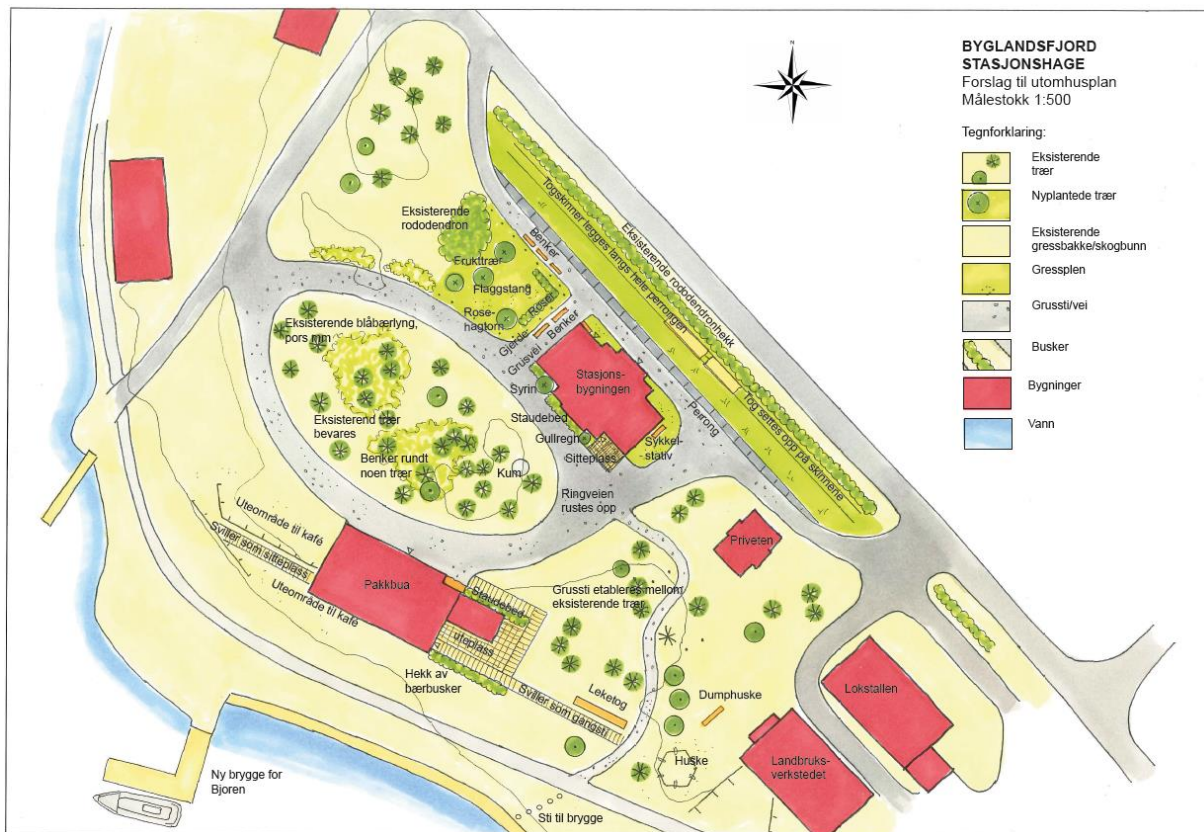 BYGLANDSFJORD
STASJONSHAGE
Forslag til utomhusplan
Målestokk 1:500
Tegnforklaring:
Eksisterende
trær
Nyplantede trær
Eksisterende
gressbakke/skogbunn
Gressplen
Grussti/vei
Busker
Bygninger
Vann
N
Eksisterende
rododendron
Benker
Togskinner legges langs hele perrongen
Eksisterende rododendronhekk
Frukttrær
Flaggstang
Roser
Rose-
hagtorn
Gjerde
Grusvei
Benker
Eksisterende blåbærlyng,
pors mm
Stasjons-
bygningen
Syrin
Staudebed
Gullregn
Sitteplass
Sykkel-
stativ
Perrong
Tog settes opp på skinnene
Eksisterend trær
bevares
Benker rundt
noen trær
Kum
Ringveien
rustes opp
Uteområde til kafé
Sviller som sitteplass
Uteområde til kafé
Pakkbua
Staudebed
uteplass
Priveten
Grussti etableres mellom
eksisterende trær
Hekk av
bærbusker
Sviller som gangsti
Leketog
Dumphuske
Lokstallen
Huske
Landbruks-
verkstedet
Ny brygge for
Bjoren
Sti til brygge